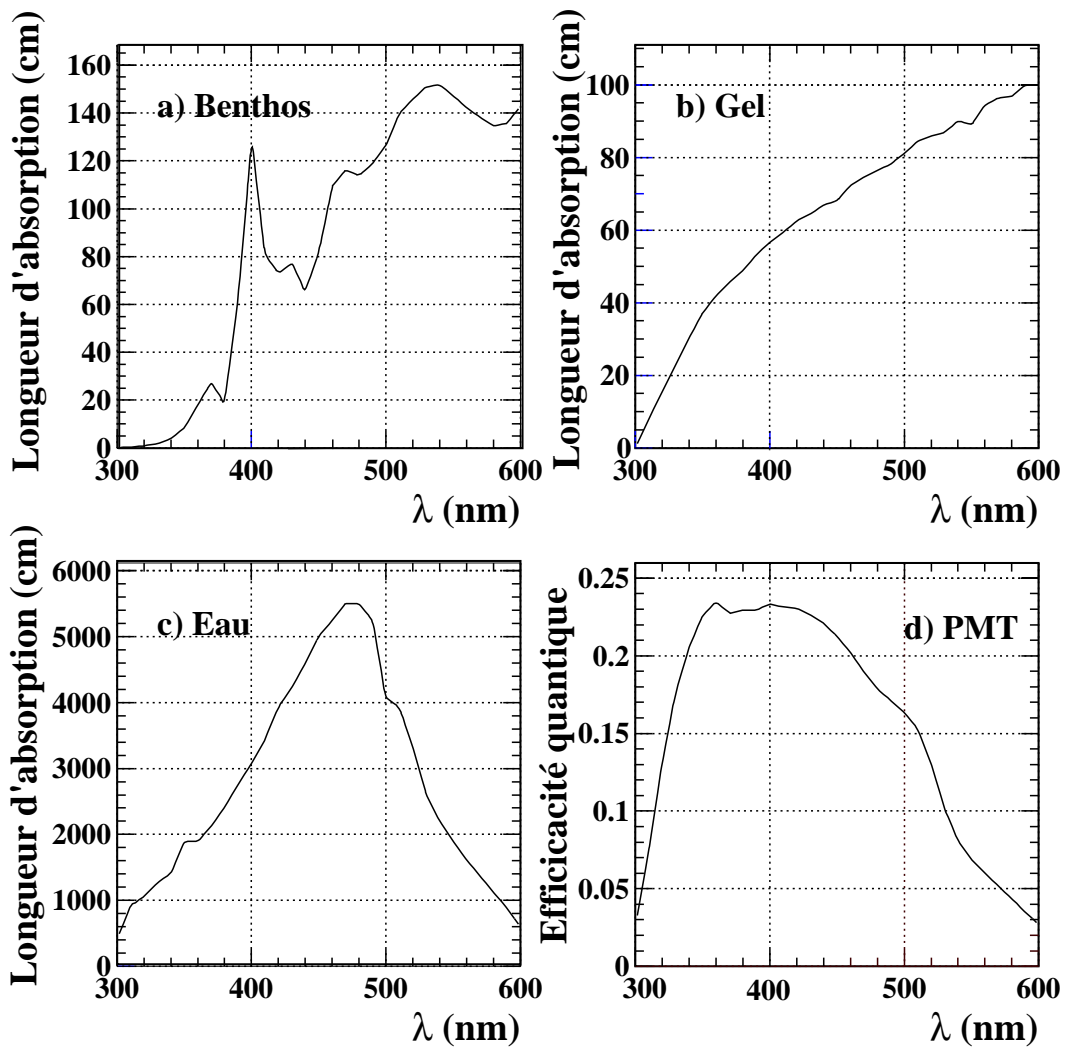 Longueur d'absorption (cm)
a) Benthos
160
140
120
100
80
60
40
20
0
300 400 500 600
λ (nm)
Longueur d'absorption (cm)
b) Gel
100
80
60
40
20
0
300 400 500 600
λ (nm)
Longueur d'absorption (cm)
c) Eau
6000
5000
4000
3000
2000
1000
0
300 400 500 600
λ (nm)
Efficicacité quantique
d) PMT
0.25
0.2
0.15
0.1
0.05
0
300 400 500 600
λ (nm)